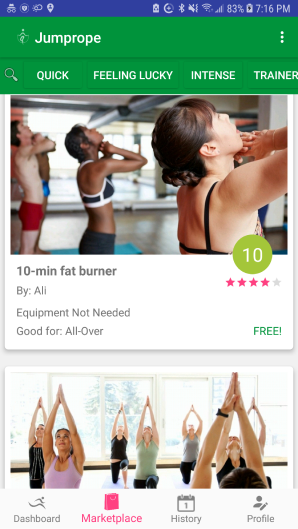 83% 7:16 PM
Jumprope
QUICK FEELING LUCKY INTENSE TRAINER
10
10-min fat burner
By: Ali
Equipment Not Needed
Good for: All-Over FREE!
1
Dashboard Marketplace History Profile